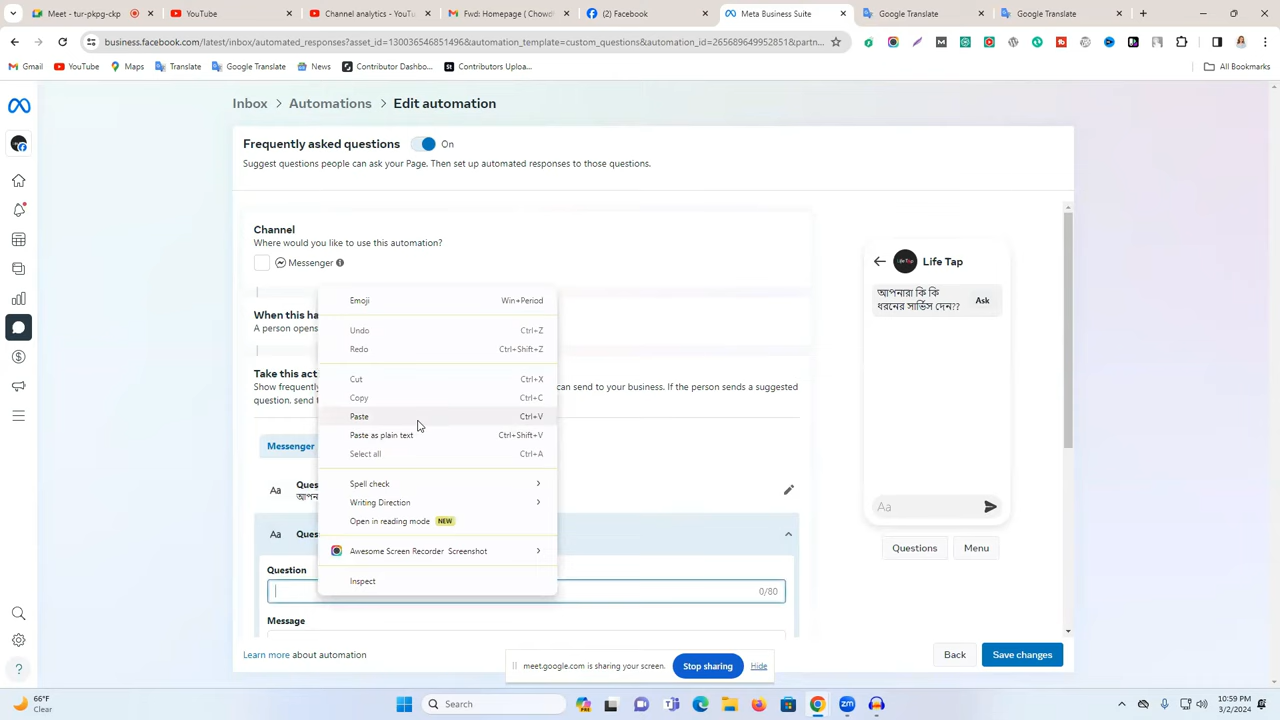 Meet - tur-pxpg-ckd
YouTube
Channel analytics - YouTu
Fwd: Homepage ( Chowdh
(2) Facebook
Meta Business Suite
Google Translate
Google Translate
business.facebook.com/latest/inbox/automated_responses?asset_id=130036546851496&automation_template=custom_questions&automation_id=265689649952851&partn...
Gmail
YouTube
Maps
Translate
Google Translate
News
Contributor Dashbo...
Contributors Uploa...
All Bookmarks
Inbox > Automations > Edit automation
Frequently asked questions On
Suggest questions people can ask your Page. Then set up automated responses to those questions.
Channel
Where would you like to use this automation?
Messenger
When this ha
A person opens
Take this act
Show frequently
can send to your business. If the person sends a suggested
question, send t
Messenger
Aa Ques
আপন
Aa Ques
Question
0/80
Message
Emoji Win+Period
Undo Ctrl+Z
Redo Ctrl+Shift+Z
Cut Ctrl+X
Copy Ctrl+C
Paste Ctrl+V
Paste as plain text Ctrl+Shift+V
Select all Ctrl+A
Spell check
Writing Direction
Open in reading mode NEW
Awesome Screen Recorder Screenshot
Inspect
Life Tap
Life Tap
আপনারা কি কি
ধরনের সার্ভিস দেন??
Ask
Aa
Questions
Menu
Learn more about automation
Back
Save changes
meet.google.com is sharing your screen.
Stop sharing
Hide
66°F
Clear
Search
10:59 PM
3/2/2024